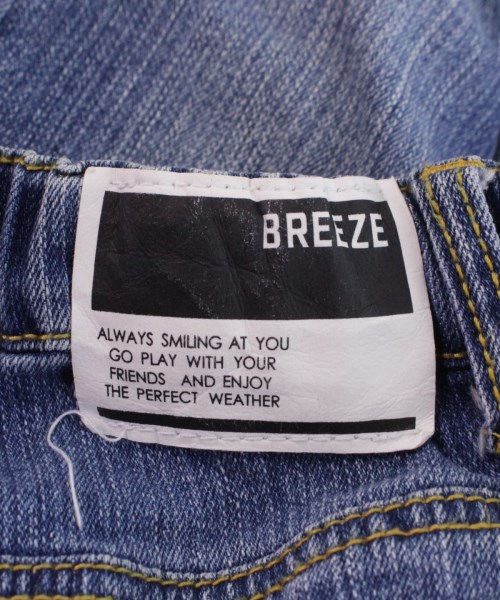 BREEZE
ALWAYS SMILING AT YOU
GO PLAY WITH YOUR
FRIENDS AND ENJOY
THE PERFECT WEATHER